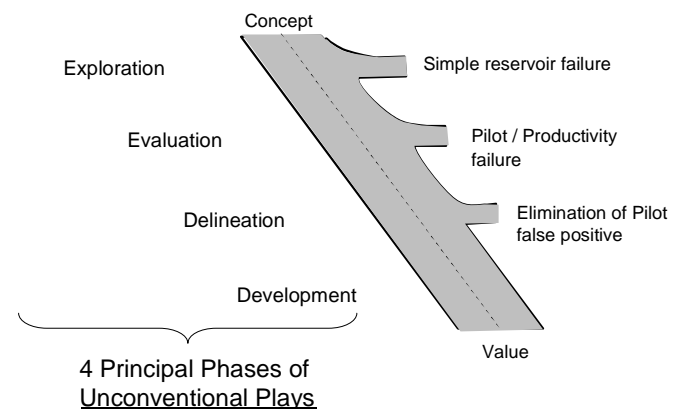 Concept
Exploration
Simple reservoir failure
Evaluation
Pilot / Productivity
failure
Delineation
Elimination of Pilot
false positive
Development
Value
4 Principal Phases of
Unconventional Plays